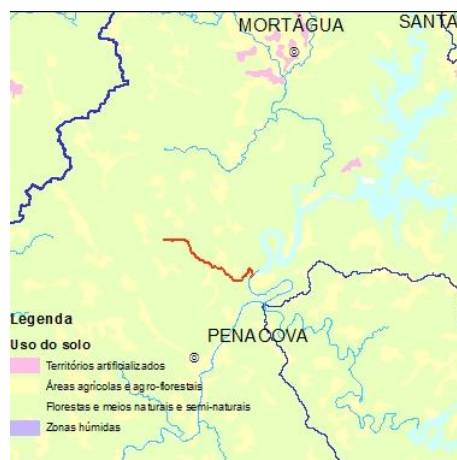 MORTÁGUA
SANTA
PENACOVA
Legenda
Uso do solo
Territórios artificializados
Áreas agrícolas e agro-florestais
Florestas e meios naturais e semi-naturais
Zonas húmidas